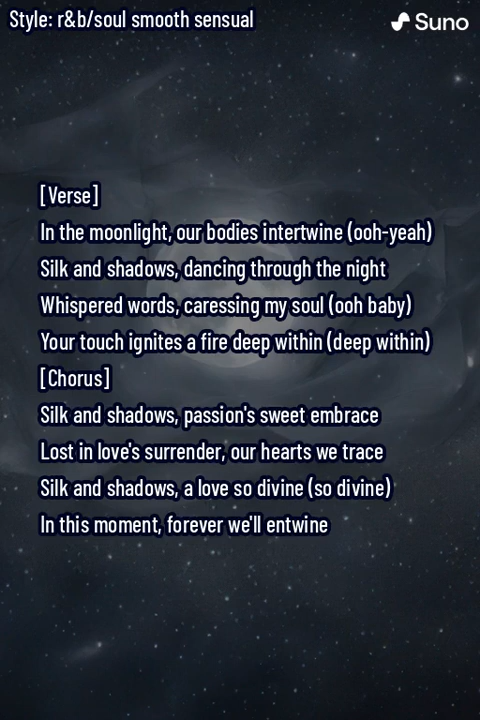 Style: r&b/soul smooth sensual
Suno
[Verse]
In the moonlight, our bodies intertwine (ooh-yeah)
Silk and shadows, dancing through the night
Whispered words, caressing my soul (ooh baby)
Your touch ignites a fire deep within (deep within)
[Chorus]
Silk and shadows, passion's sweet embrace
Lost in love's surrender, our hearts we trace
Silk and shadows, a love so divine (so divine)
In this moment, forever we'll entwine